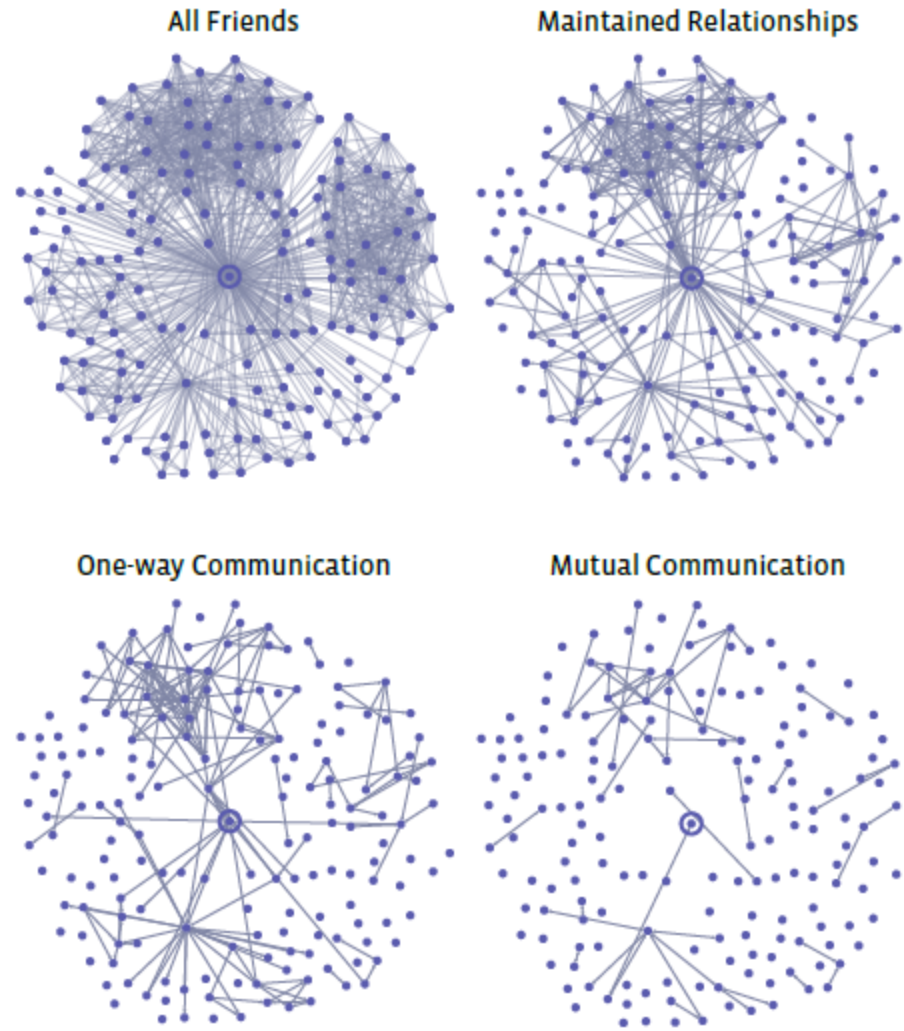 All Friends
Maintained Relationships
One-way Communication
Mutual Communication